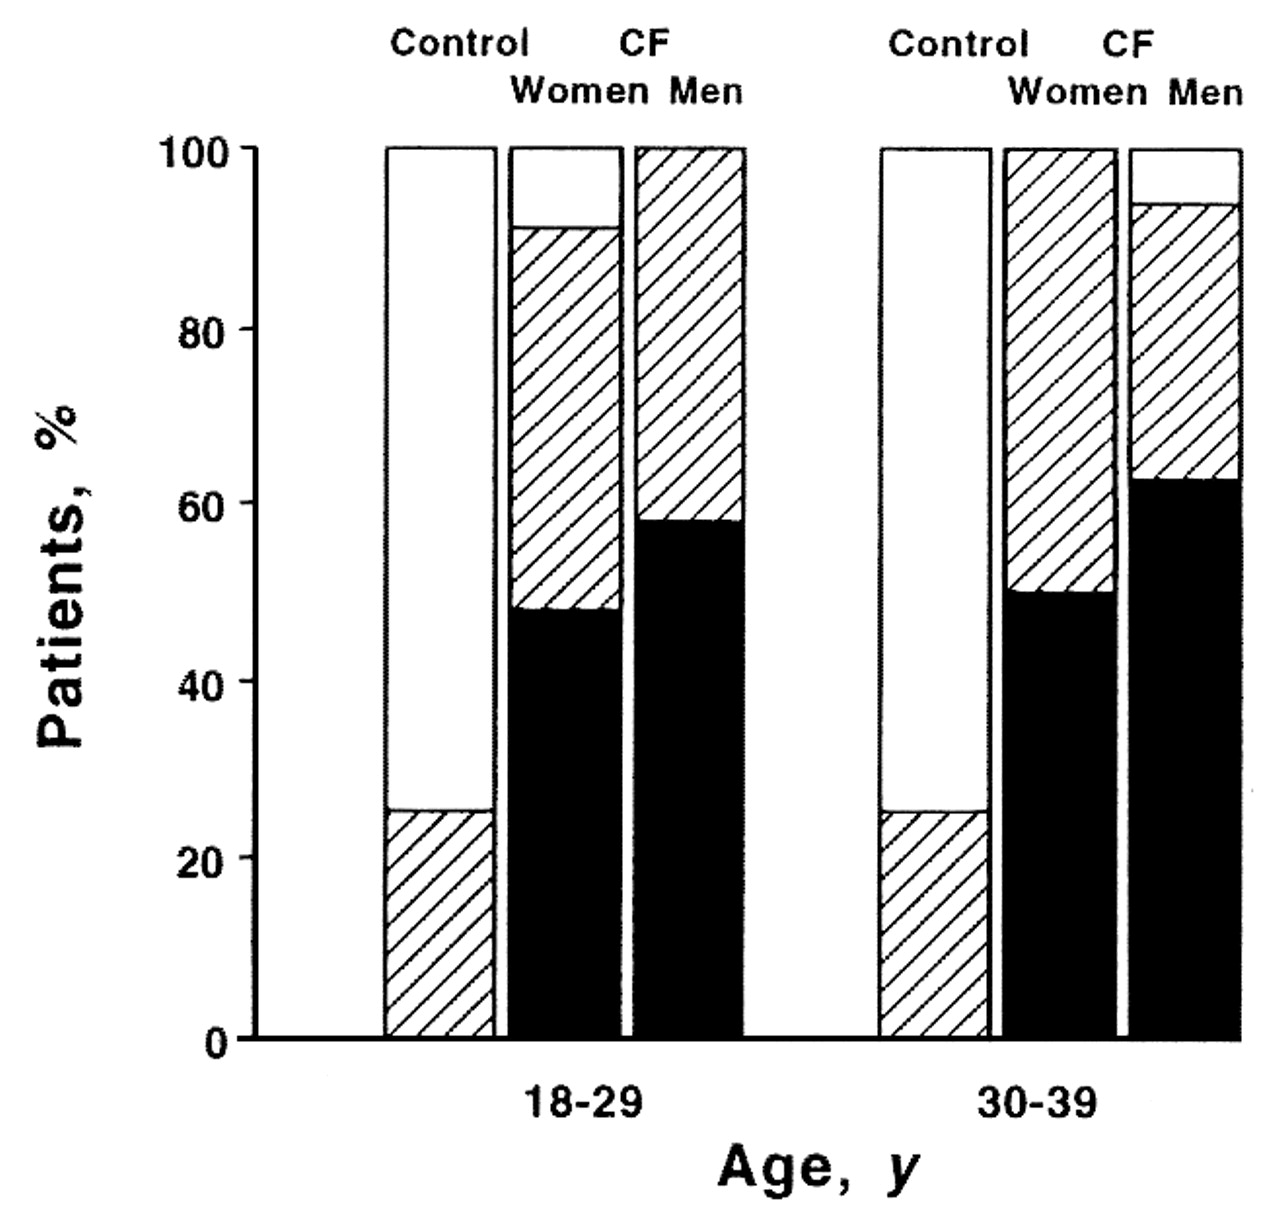 Control CF Control CF
Women Men Women Men
100
80
60
40
20
0
Patients, %
18-29 30-39
Age, y